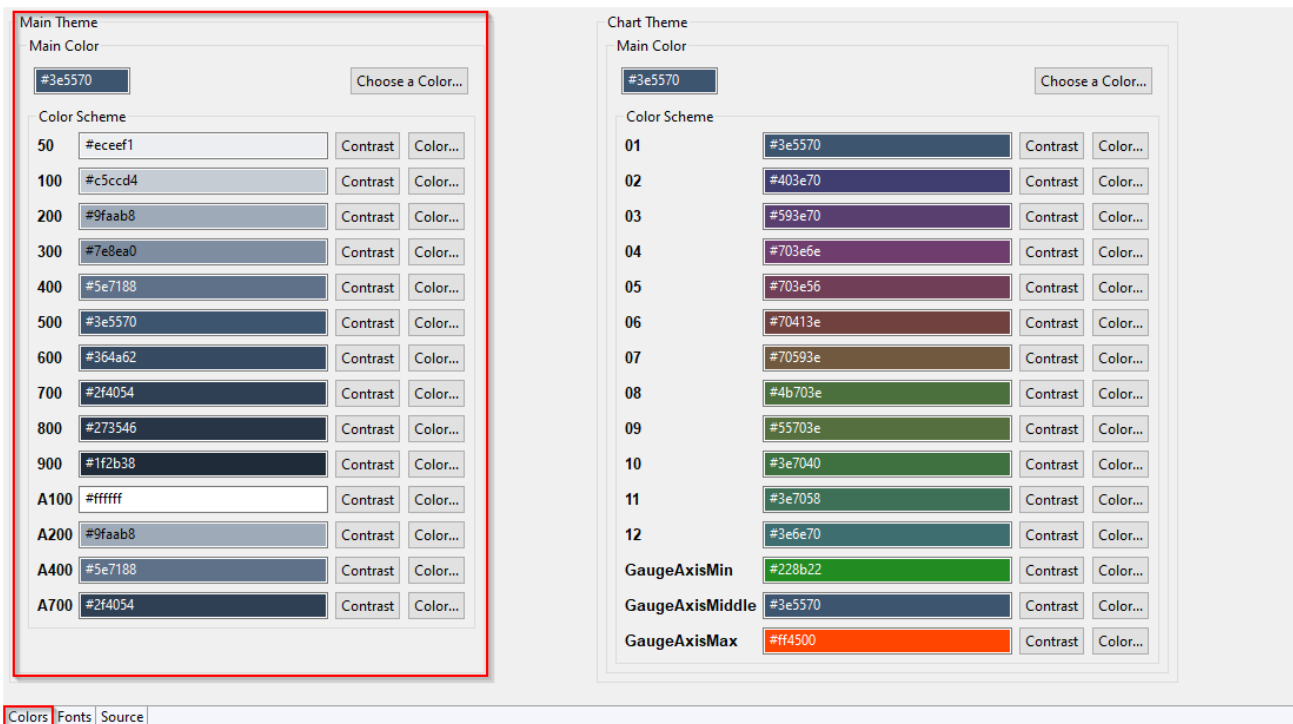 Main Theme
Main Color
#3e5570 Choose a Color...
Color Scheme
50 #eceef1 Contrast Color...
100 #c5ccd4 Contrast Color...
200 #9faab8 Contrast Color...
300 #7e8ea0 Contrast Color...
400 #5e7188 Contrast Color...
500 #3e5570 Contrast Color...
600 #364a62 Contrast Color...
700 #2f4054 Contrast Color...
800 #273546 Contrast Color...
900 #1f2b38 Contrast Color...
A100 #ffffff Contrast Color...
A200 #9faab8 Contrast Color...
A400 #5e7188 Contrast Color...
A700 #2f4054 Contrast Color...
Chart Theme
Main Color
#3e5570 Choose a Color...
Color Scheme
01 #3e5570 Contrast Color...
02 #403e70 Contrast Color...
03 #593e70 Contrast Color...
04 #703e6e Contrast Color...
05 #703e56 Contrast Color...
06 #70413e Contrast Color...
07 #70593e Contrast Color...
08 #4b703e Contrast Color...
09 #55703e Contrast Color...
10 #3e7040 Contrast Color...
11 #3e7058 Contrast Color...
12 #3e6e70 Contrast Color...
GaugeAxisMin #228b22 Contrast Color...
GaugeAxisMiddle #3e5570 Contrast Color...
GaugeAxisMax #ff4500 Contrast Color...
Colors Fonts Source